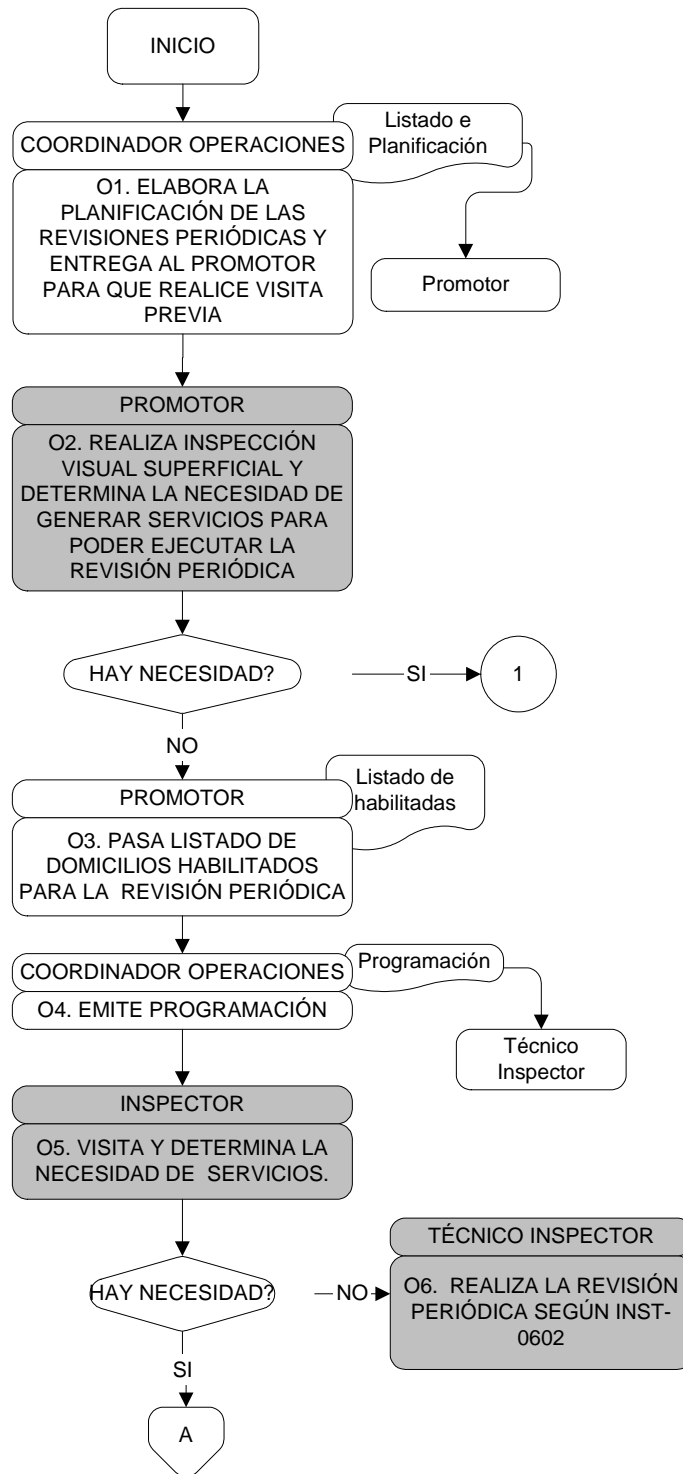 INICIO
COORDINADOR OPERACIONES
Listado e
Planificación
O1. ELABORA LA
PLANIFICACIÓN DE LAS
REVISIONES PERIÓDICAS Y
ENTREGA AL PROMOTOR
PARA QUE REALICE VISITA
PREVIA
Promotor
PROMOTOR
O2. REALIZA INSPECCIÓN
VISUAL SUPERFICIAL Y
DETERMINA LA NECESIDAD DE
GENERAR SERVICIOS PARA
PODER EJECUTAR LA
REVISIÓN PERIÓDICA
HAY NECESIDAD?
SI
1
NO
PROMOTOR
Listado de
habilitadas
O3. PASA LISTADO DE
DOMICILIOS HABILITADOS
PARA LA REVISIÓN PERIÓDICA
COORDINADOR OPERACIONES
Programación
O4. EMITE PROGRAMACIÓN
Técnico
Inspector
INSPECTOR
O5. VISITA Y DETERMINA LA
NECESIDAD DE SERVICIOS.
HAY NECESIDAD?
NO
TÉCNICO INSPECTOR
O6. REALIZA LA REVISIÓN
PERIÓDICA SEGÚN INST-
0602
SI
A